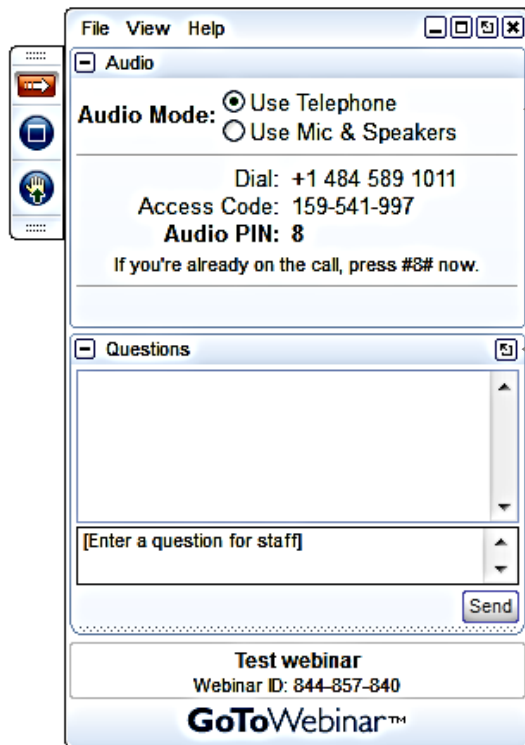 File View Help
Audio
Audio Mode: Use Telephone
Use Mic & Speakers
Dial: +1 484 589 1011
Access Code: 159-541-997
Audio PIN: 8
If you're already on the call, press #8# now.
Questions
[Enter a question for staff]
Send
Test webinar
Webinar ID: 844-857-840
GoToWebinar™